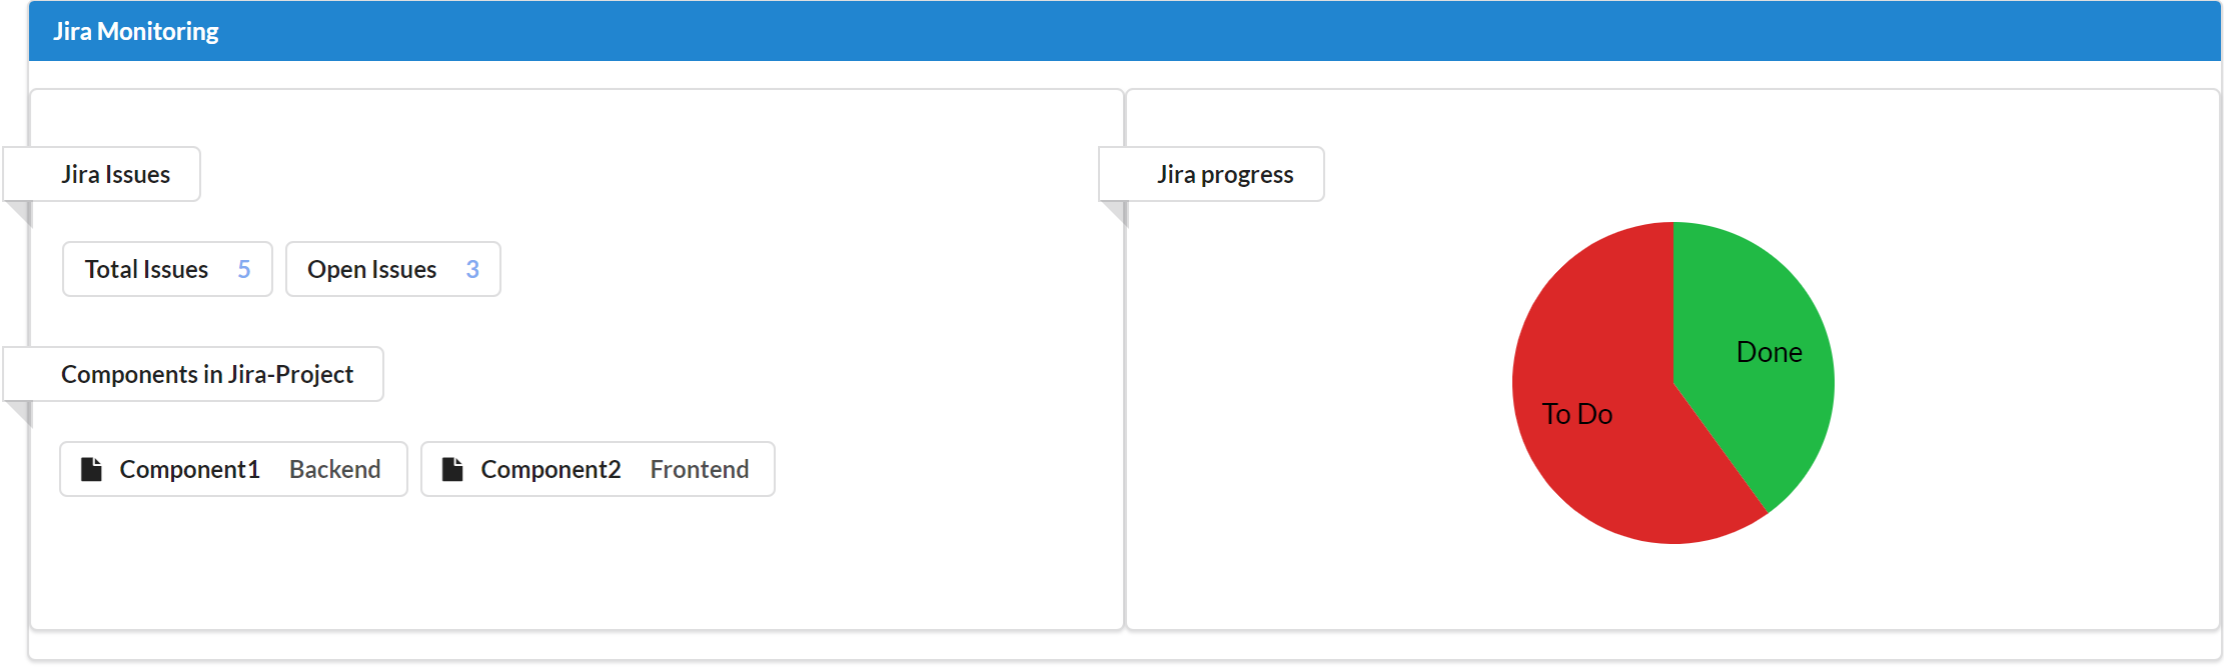 Jira Monitoring
Jira Issues
Total Issues 5 Open Issues 3
Components in Jira-Project
Component1 Backend Component2 Frontend
Jira progress
Done
To Do